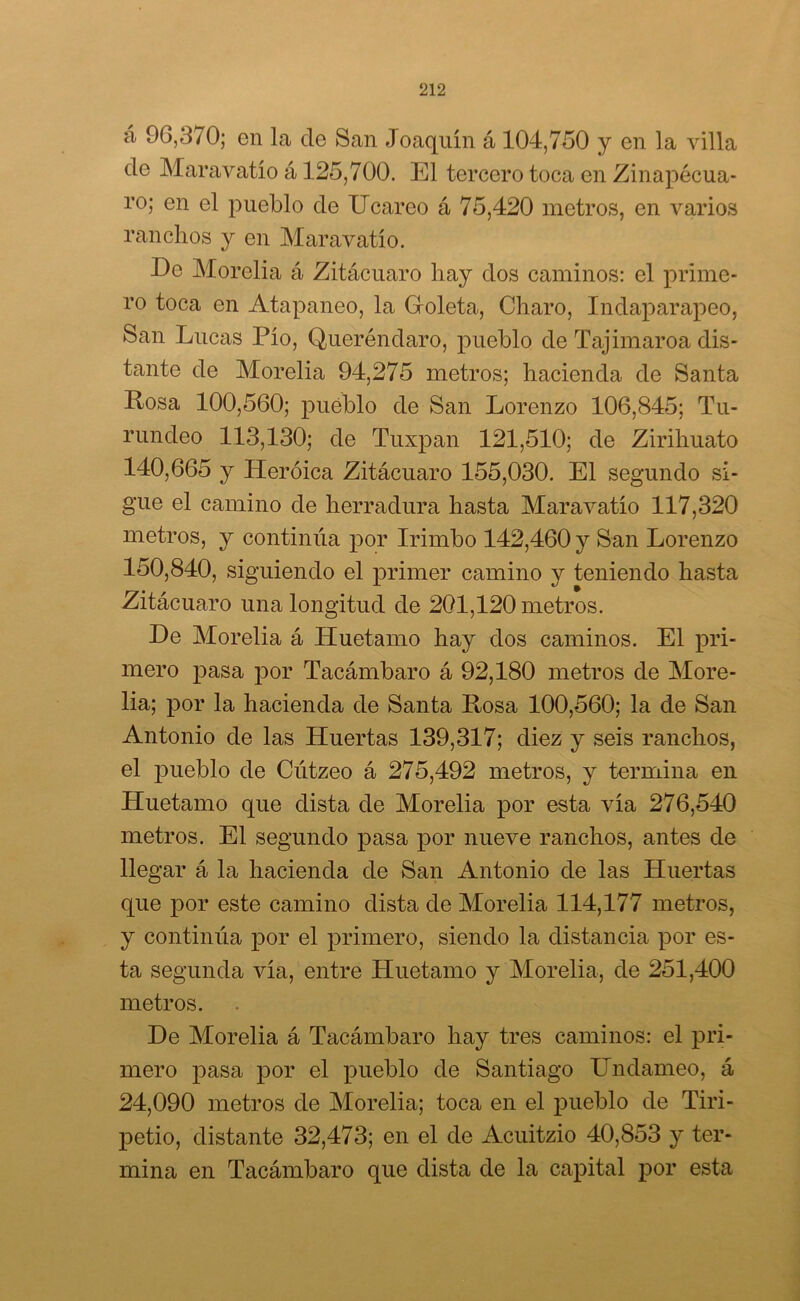 212
á 96,370; en la de San Joaquín á 104,750 y en la villa
de Maravatío á 125,700. El tercero toca en Zinapécua-
ro; en el pueblo de Ucareo á 75,420 metros, en varios
ranchos y en Maravatío.
De Morelia á Zitácuaro hay dos caminos: el prime-
ro toca en Atapaneo, la Goleta, Charo, Indaparapeo,
San Lucas Pío, Queréndaro, pueblo de Tajimaroa dis-
tante de Morelia 94,275 metros; hacienda de Santa
Rosa 100,560; pueblo de San Lorenzo 106,845; Tu-
rundeo 113,130; de Tuxpan 121,510; de Zirihuato
140,665 y Heróica Zitácuaro 155,030. El segundo si-
gue el camino de herradura hasta Maravatío 117,320
metros, y continúa por Irimbo 142,460 y San Lorenzo
150,840, siguiendo el primer camino y teniendo hasta
Zitácuaro una longitud de 201,120 metros.
De Morelia á Huetamo hay dos caminos. El pri-
mero pasa por Tacámbaro á 92,180 metros de More-
lia; por la hacienda de Santa Rosa 100,560; la de San
Antonio de las Huertas 139,317; diez y seis ranchos,
el pueblo de Cútzeo á 275,492 metros, y termina en
Huetamo que dista de Morelia por esta vía 276,540
metros. El segundo pasa por nueve ranchos, antes de
llegar á la hacienda de San Antonio de las Huertas
que por este camino dista de Morelia 114,177 metros,
y continúa por el primero, siendo la distancia por es-
ta segunda vía, entre Huetamo y Morelia, de 251,400
metros.
De Morelia á Tacámbaro hay tres caminos: el pri-
mero pasa por el pueblo de Santiago Undameo, á
24,090 metros de Morelia; toca en el pueblo de Tiri-
petio, distante 32,473; en el de Acuitzio 40,853 y ter-
mina en Tacámbaro que dista de la capital por esta